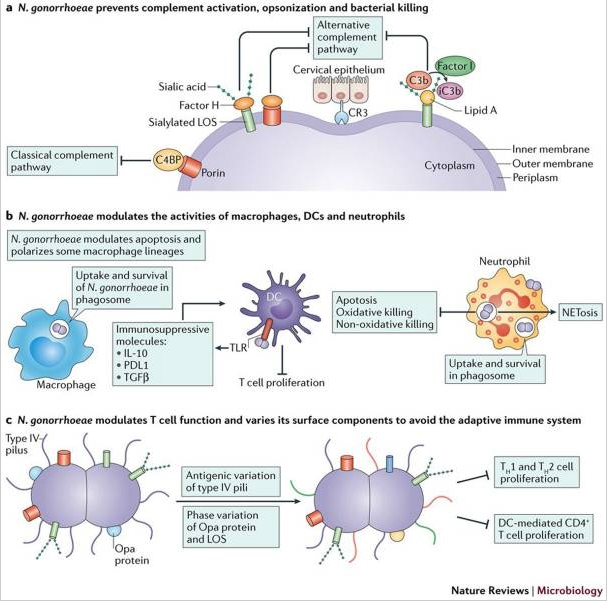 a N. gonorrhoeae prevents complement activation, opsonization and bacterial killing
Alternative
complement
pathway
Cervical epithelium
Factor I
C3b
iC3b
Sialic acid
Factor H
CR3
Lipid A
Sialylated LOS
Classical complement
pathway
C4BP
Porin
Cytoplasm
Inner membrane
Outer membrane
Periplasm
b N. gonorrhoeae modulates the activities of macrophages, DCs and neutrophils
N. gonorrhoeae modulates apoptosis and
polarizes some macrophage lineages
Uptake and survival
of N. gonorrhoeae in
phagosome
Macrophage
Immunosuppressive
molecules:
• IL-10
• PDL1
• TGFβ
DC
TLR
T cell proliferation
Neutrophil
Apotosis
Oxidative killing
Non-oxidative killing
NETosis
Uptake and survival
in phagosome
c N. gonorrhoeae modulates T cell function and varies its surface components to avoid the adaptive immune system
Type IV
pilus
Opa
protein
Antigenic variation
of type IV pili
Phase variation
of Opa protein
and LOS
TH1 and TH2 cell
proliferation
DC-mediated CD4+
T cell proliferation
Nature Reviews | Microbiology